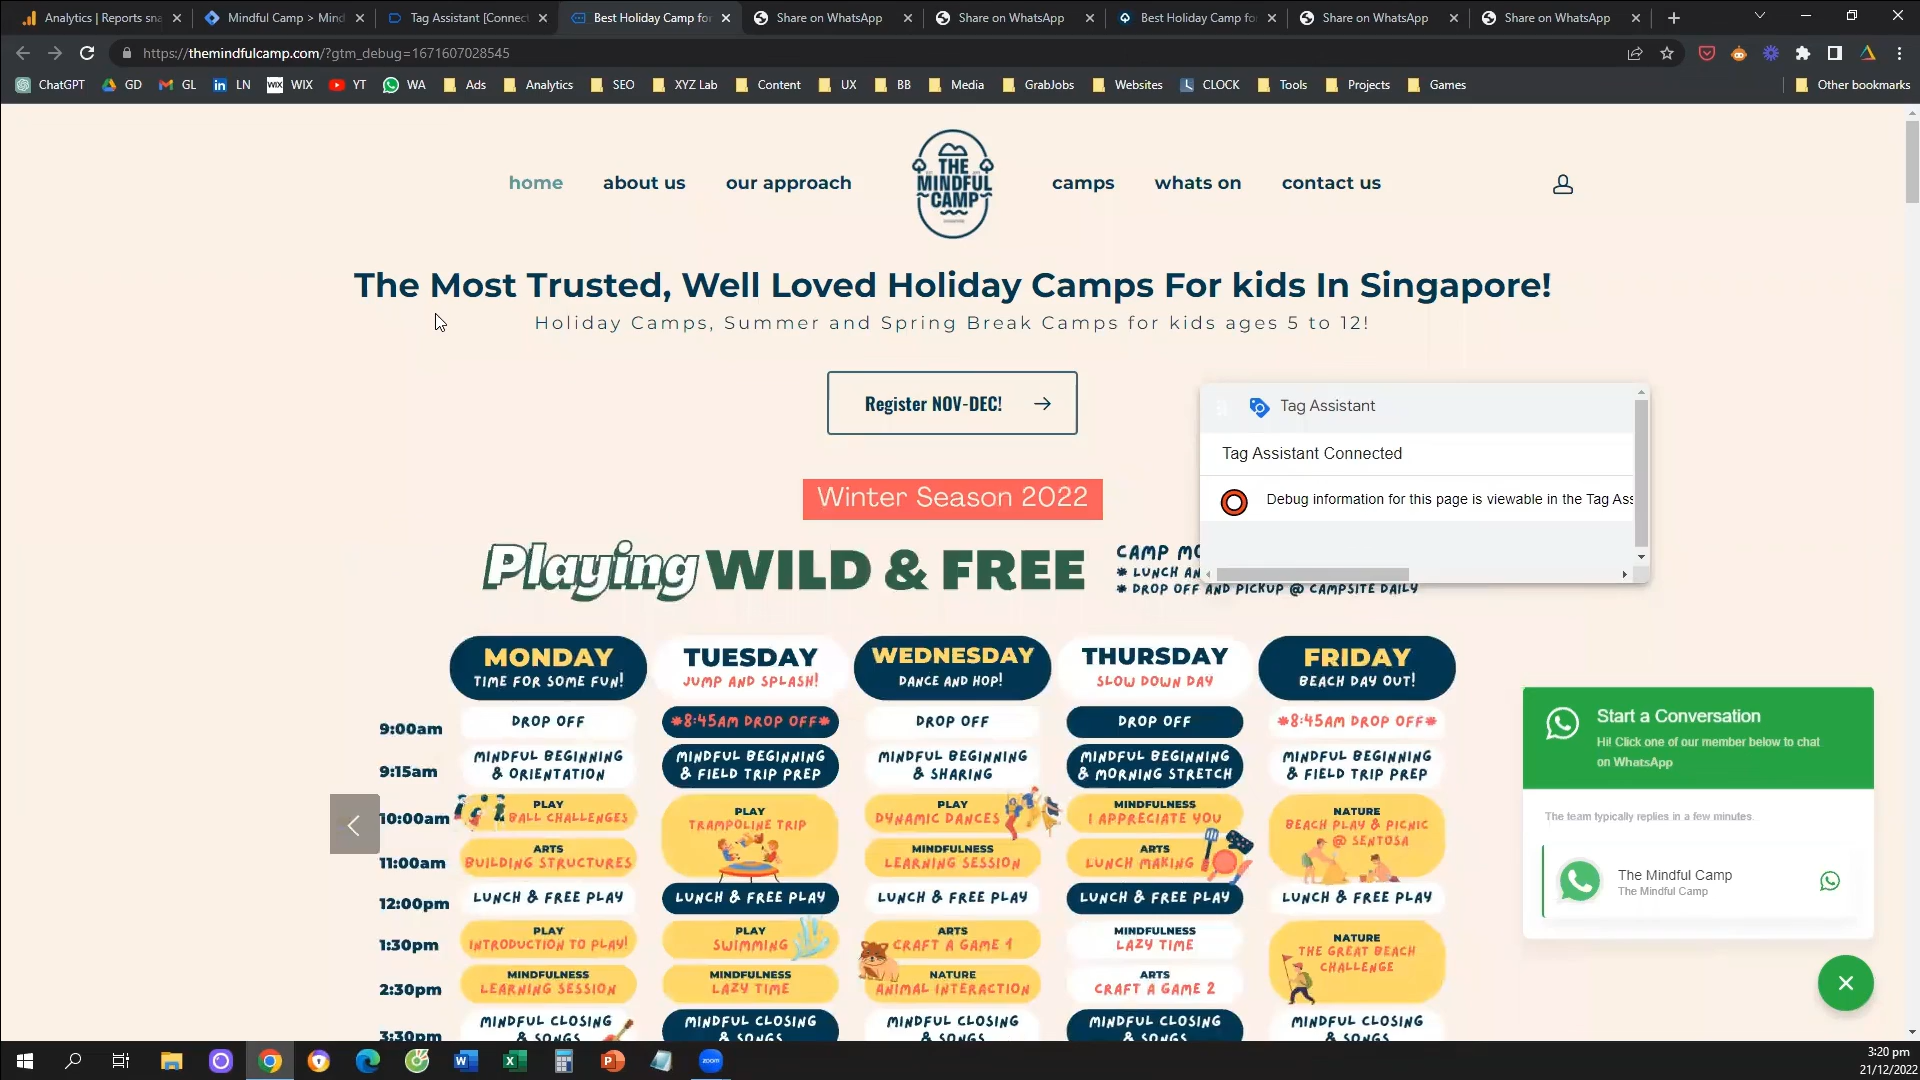 Analytics | Reports sna
Mindful Camp > Mind
Tag Assistant [Connec
Best Holiday Camp fo
Share on WhatsApp
Share on WhatsApp
Best Holiday Camp fo
Share on WhatsApp
Share on WhatsApp
https://themindfulcamp.com/?gtm_debug=1671607028545
ChatGPT GD GL LN WIX YT WA Ads Analytics SEO XYZ Lab Content UX BB Media GrabJobs Websites CLOCK Tools Projects Games Other bookmarks
home about us our approach camps whats on contact us
THE
MINDFUL
CAMP
The Most Trusted, Well Loved Holiday Camps For kids In Singapore!
Holiday Camps, Summer and Spring Break Camps for kids ages 5 to 12!
Register NOV-DEC!
Tag Assistant
Tag Assistant Connected
Debug information for this page is viewable in the Tag Ass
Winter Season 2022
Playing WILD & FREE
CAMP MO
* LUNCH AN
* DROP OFF AND PICKUP @ CAMPSITE DAILY
MONDAY TUESDAY WEDNESDAY THURSDAY FRIDAY
TIME FOR SOME FUN! JUMP AND SPLASH! DANCE AND HOP! SLOW DOWN DAY BEACH DAY OUT!
9:00am DROP OFF *8:45AM DROP OFF* DROP OFF DROP OFF *8:45AM DROP OFF*
9:15am MINDFUL BEGINNING MINDFUL BEGINNING MINDFUL BEGINNING MINDFUL BEGINNING MINDFUL BEGINNING
& ORIENTATION & FIELD TRIP PREP & SHARING & MORNING STRETCH & FIELD TRIP PREP
10:00am PLAY PLAY PLAY MINDFULNESS NATURE
BALL CHALLENGES TRAMPOLINE TRIP DYNAMIC DANCES I APPRECIATE YOU BEACH PLAY & PICNIC
@ SENTOSA
11:00am ARTS MINDFULNESS ARTS
BUILDING STRUCTURES LEARNING SESSION LUNCH MAKING
12:00pm LUNCH & FREE PLAY LUNCH & FREE PLAY LUNCH & FREE PLAY LUNCH & FREE PLAY LUNCH & FREE PLAY
1:30pm PLAY PLAY ARTS MINDFULNESS NATURE
INTRODUCTION TO PLAY! SWIMMING CRAFT A GAME 1 LAZY TIME THE GREAT BEACH
CHALLENGE
2:30pm MINDFULNESS MINDFULNESS NATURE ARTS
LEARNING SESSION LAZY TIME ANIMAL INTERACTION CRAFT A GAME 2
3:30pm MINDFUL CLOSING MINDFUL CLOSING MINDFUL CLOSING MINDFUL CLOSING MINDFUL CLOSING
& SONGS & SONGS & SONGS & SONGS & SONGS
Start a Conversation
Hi! Click one of our member below to chat
on WhatsApp
The team typically replies in a few minutes.
The Mindful Camp
The Mindful Camp
3:20 pm
21/12/2022